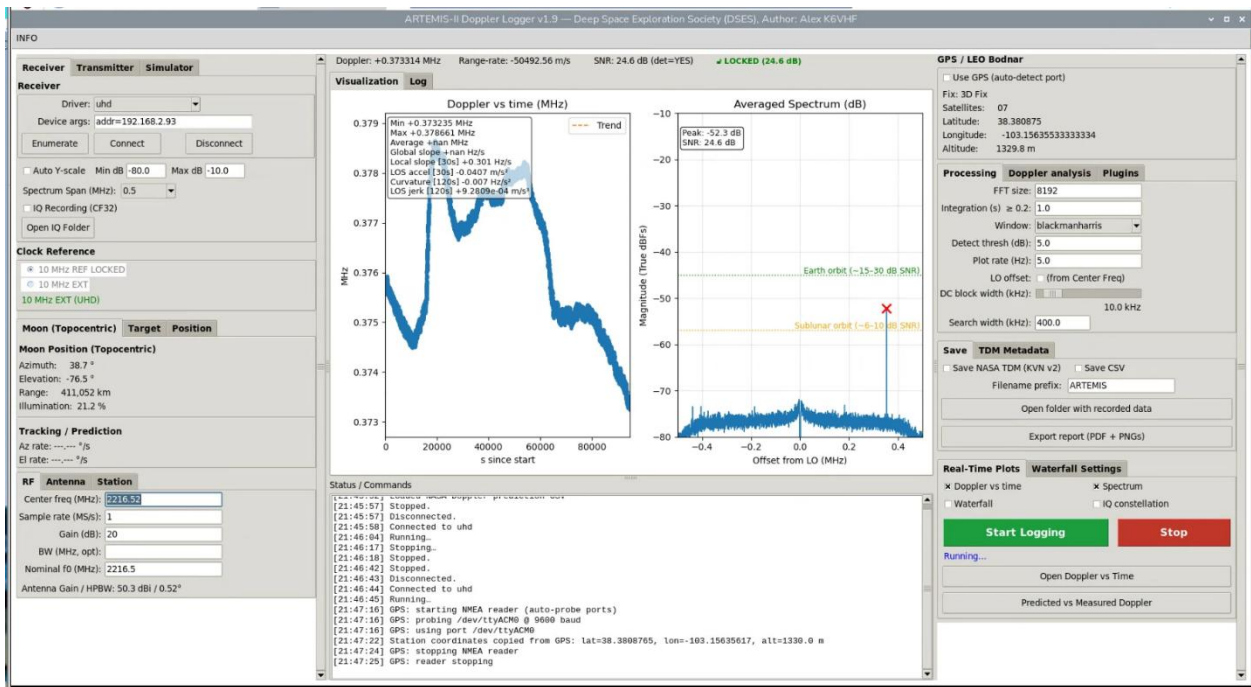 ARTEMIS-II Doppler Logger v1.9 — Deep Space Exploration Society (DSES), Author: Alex K6VHF
INFO
Receiver Transmitter Simulator
Receiver
Driver: uhd
Device args: addr=192.168.2.93
Enumerate Connect Disconnect
Auto Y-scale Min dB -80.0 Max dB -10.0
Spectrum Span (MHz): 0.5
IQ Recording (CF32)
Open IQ Folder
Clock Reference
10 MHz REF LOCKED
10 MHz EXT
10 MHz EXT (UHD)
Moon (Topocentric) Target Position
Moon Position (Topocentric)
Azimuth: 38.7 °
Elevation: -76.5 °
Range: 411,052 km
Illumination: 21.2 %
Tracking / Prediction
Az rate: ---.--- °/s
El rate: ---.--- °/s
RF Antenna Station
Center freq (MHz): 2216.52
Sample rate (MS/s): 1
Gain (dB): 20
BW (MHz, opt):
Nominal f0 (MHz): 2216.5
Antenna Gain / HPBW: 50.3 dBi / 0.52°
Doppler: +0.373314 MHz Range-rate: -50492.56 m/s SNR: 24.6 dB (det=YES) LOCKED (24.6 dB)
Visualization Log
Doppler vs time (MHz)
Min +0.373235 MHz
Max +0.378661 MHz
Average +nan MHz
Global slope +nan Hz/s
Local slope [30s] +0.301 Hz/s
LOS accel [30s] -0.0407 m/s²
Curvature [120s] -0.007 Hz/s²
LOS jerk [120s] +9.2809e-04 m/s³
Trend
0.379
0.378
0.377
0.376
0.375
0.374
0.373
MHz
0 20000 40000 60000 80000
s since start
Averaged Spectrum (dB)
Peak: -52.3 dB
SNR: 24.6 dB
Earth orbit (~15-30 dB SNR)
Sublunar orbit (~6-10 dB SNR)
-10
-20
-30
-40
-50
-60
-70
-80
Magnitude (True dBFs)
-0.4 -0.2 0.0 0.2 0.4
Offset from LO (MHz)
Status / Commands
[21:45:57] Stopped.
[21:45:57] Disconnected.
[21:45:58] Connected to uhd
[21:46:04] Running…
[21:46:17] Stopping…
[21:46:18] Stopped.
[21:46:42] Stopped.
[21:46:43] Disconnected.
[21:46:44] Connected to uhd
[21:46:45] Running…
[21:47:16] GPS: starting NMEA reader (auto-probe ports)
[21:47:16] GPS: probing /dev/ttyACM0 @ 9600 baud
[21:47:16] GPS: using port /dev/ttyACM0
[21:47:22] Station coordinates copied from GPS: lat=38.3808765, lon=-103.15635617, alt=1330.0 m
[21:47:24] GPS: stopping NMEA reader
[21:47:25] GPS: reader stopping
GPS / LEO Bodnar
Use GPS (auto-detect port)
Fix: 3D Fix
Satellites: 07
Latitude: 38.380875
Longitude: -103.15635533333334
Altitude: 1329.8 m
Processing Doppler analysis Plugins
FFT size: 8192
Integration (s) ≥ 0.2: 1.0
Window: blackmanharris
Detect thresh (dB): 5.0
Plot rate (Hz): 5.0
LO offset: (from Center Freq)
DC block width (kHz):
10.0 kHz
Search width (kHz): 400.0
Save TDM Metadata
Save NASA TDM (KVN v2) Save CSV
Filename prefix: ARTEMIS
Open folder with recorded data
Export report (PDF + PNGs)
Real-Time Plots Waterfall Settings
Doppler vs time Spectrum
Waterfall IQ constellation
Start Logging Stop
Running...
Open Doppler vs Time
Predicted vs Measured Doppler